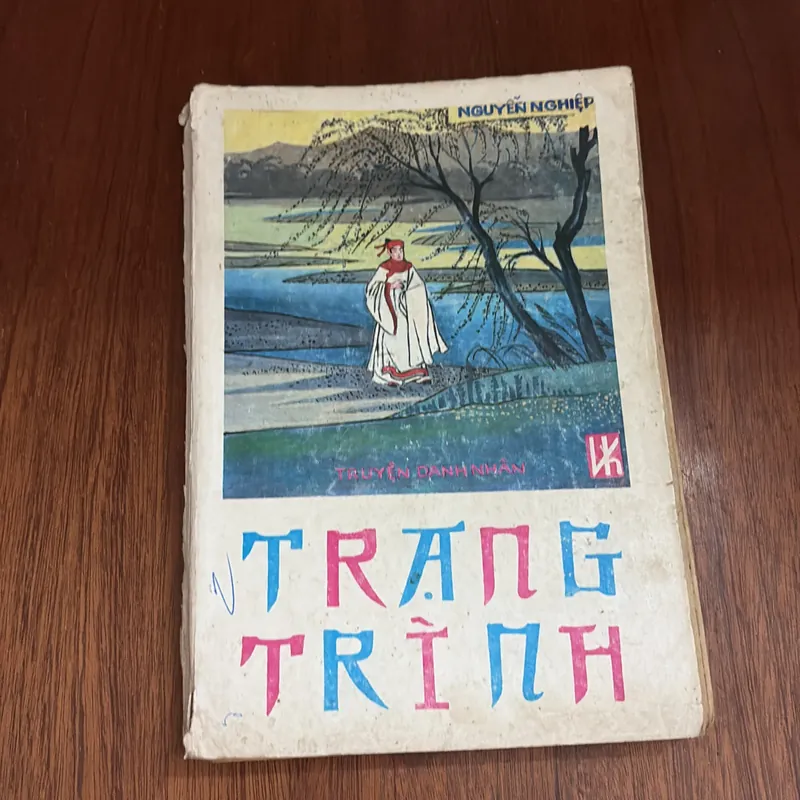 NGUYỄN NGHIỆP
TRUYỆN DANH NHÂN
TRẠNG
TRÌNH